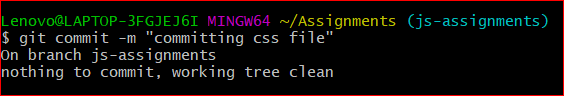 Lenovo@LAPTOP-3FGJEJ6I MINGW64 ~/Assignments (js-assignments)
$ git commit -m "committing css file"
On branch js-assignments
nothing to commit, working tree clean